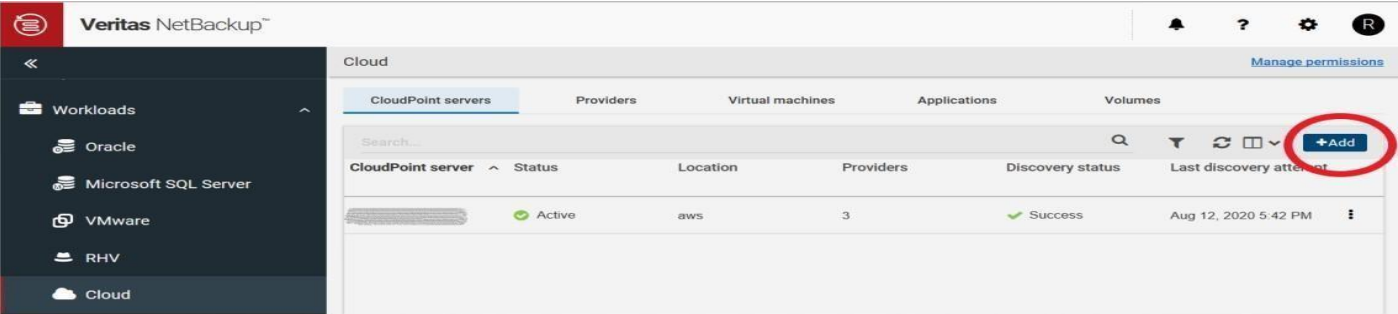 Veritas NetBackup™
? R
Cloud Manage permissions
Workloads
Oracle
Microsoft SQL Server
VMware
RHV
Cloud
CloudPoint servers Providers Virtual machines Applications Volumes
Search... +Add
CloudPoint server Status Location Providers Discovery status Last discovery attempt
Active aws 3 Success Aug 12, 2020 5:42 PM